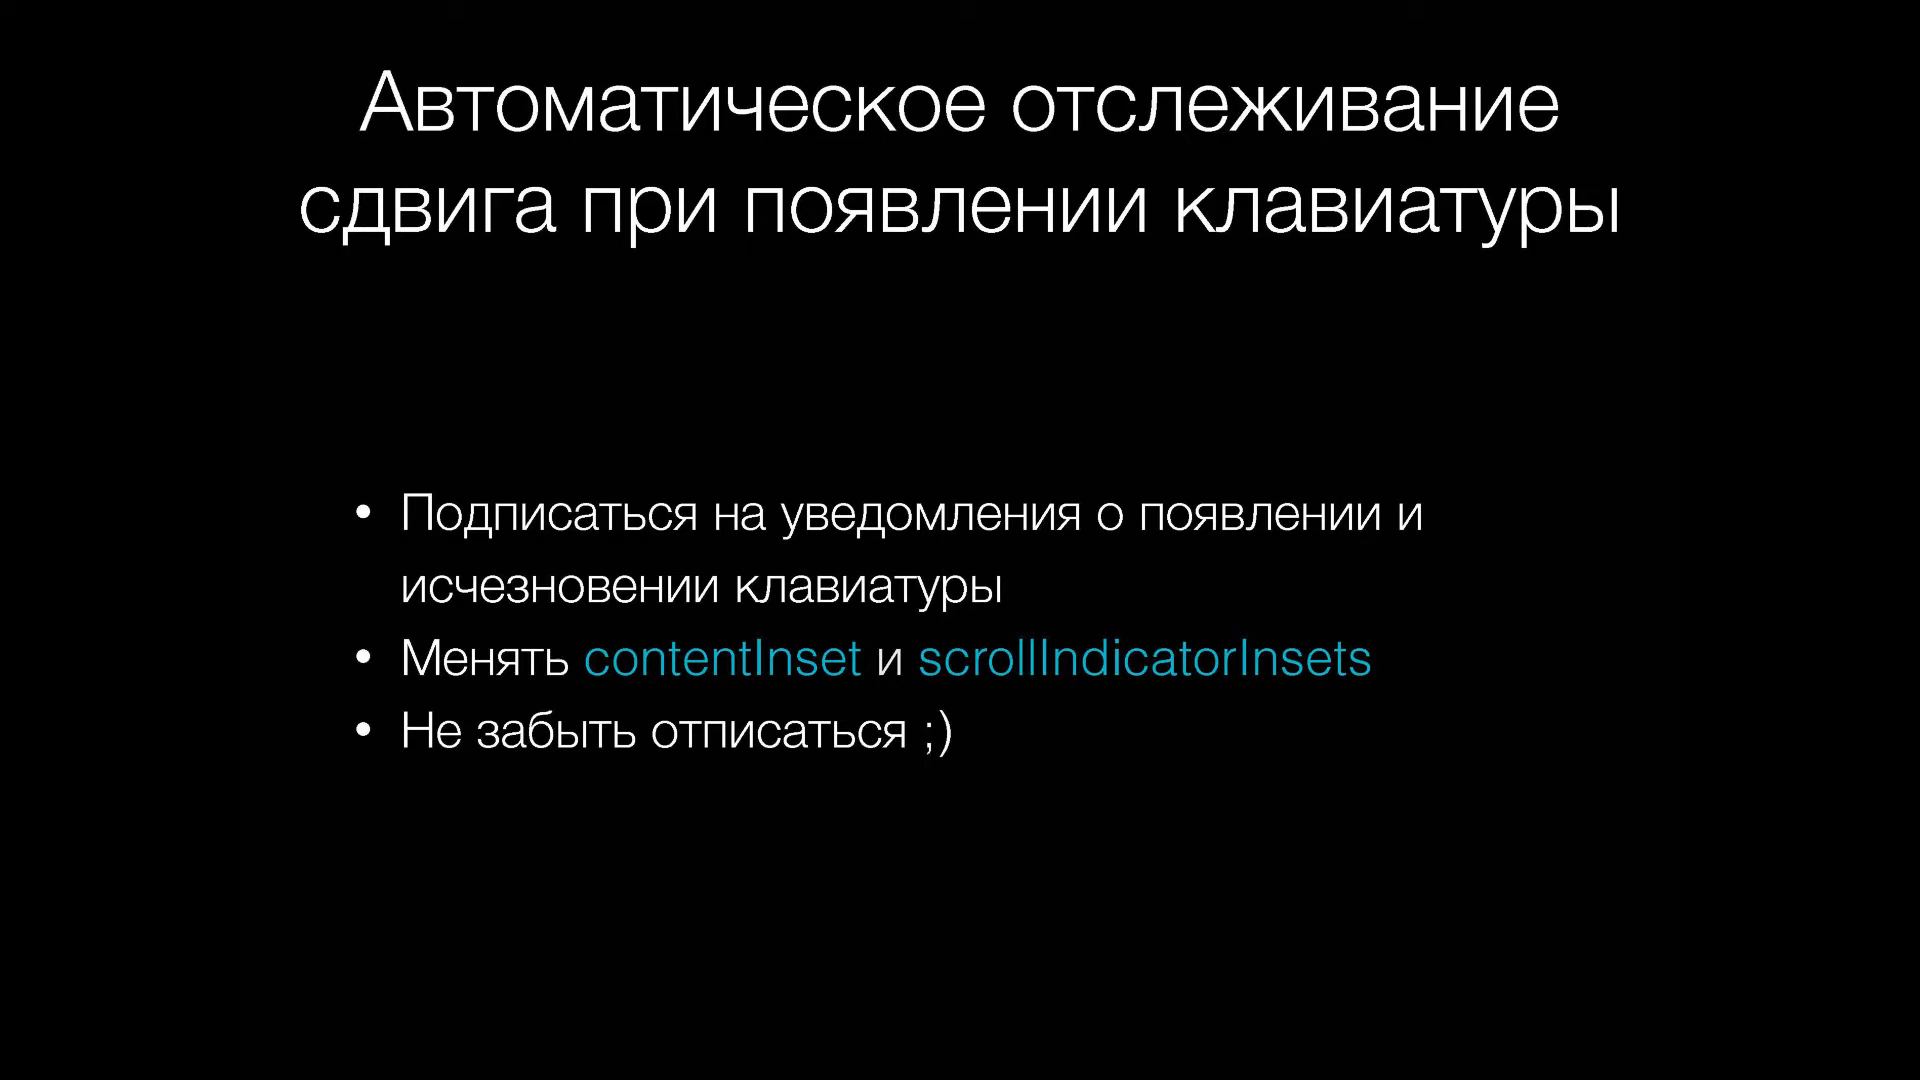 Автоматическое отслеживание
сдвига при появлении клавиатуры
• Подписаться на уведомления о появлении и
исчезновении клавиатуры
• Менять contentInset и scrollIndicatorInsets
• Не забыть отписаться ;)